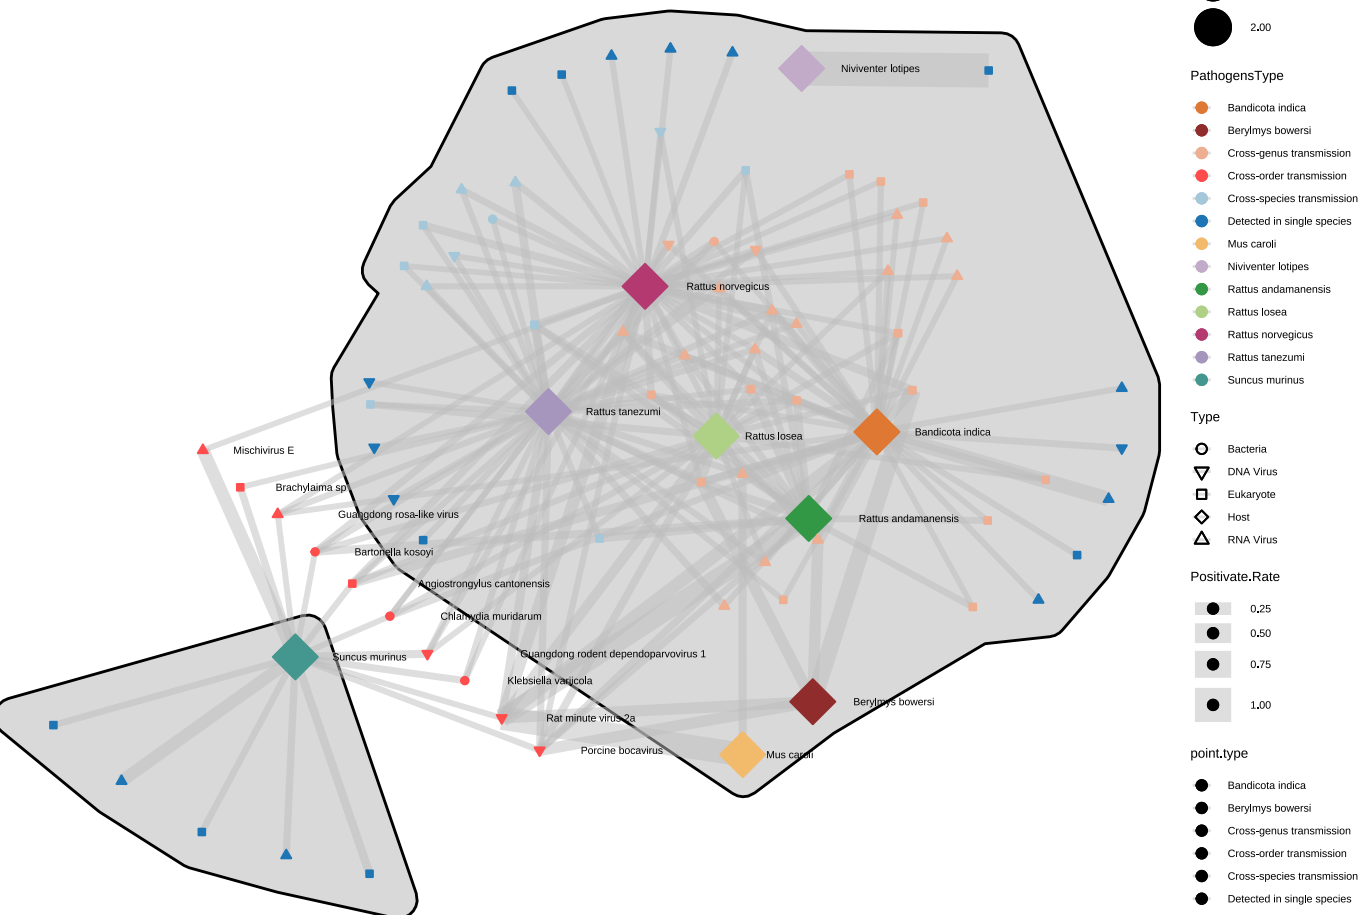 Niviventer lotipes
Rattus norvegicus
Rattus tanezumi
Rattus losea
Bandicota indica
Mischivirus E
Brachylaima sp
Guangdong rosa-like virus
Rattus andamanensis
Bartonella kosoyi
Angiostrongylus cantonensis
Chlamydia muridarum
Suncus murinus
Guangdong rodent dependoparvovirus 1
Klebsiella variicola
Berylmys bowersi
Rat minute virus 2a
Porcine bocavirus
Mus caroli
2.00
PathogensType
Bandicota indica
Berylmys bowersi
Cross-genus transmission
Cross-order transmission
Cross-species transmission
Detected in single species
Mus caroli
Niviventer lotipes
Rattus andamanensis
Rattus losea
Rattus norvegicus
Rattus tanezumi
Suncus murinus
Type
Bacteria
DNA Virus
Eukaryote
Host
RNA Virus
Positivate.Rate
0.25
0.50
0.75
1.00
point.type
Bandicota indica
Berylmys bowersi
Cross-genus transmission
Cross-order transmission
Cross-species transmission
Detected in single species